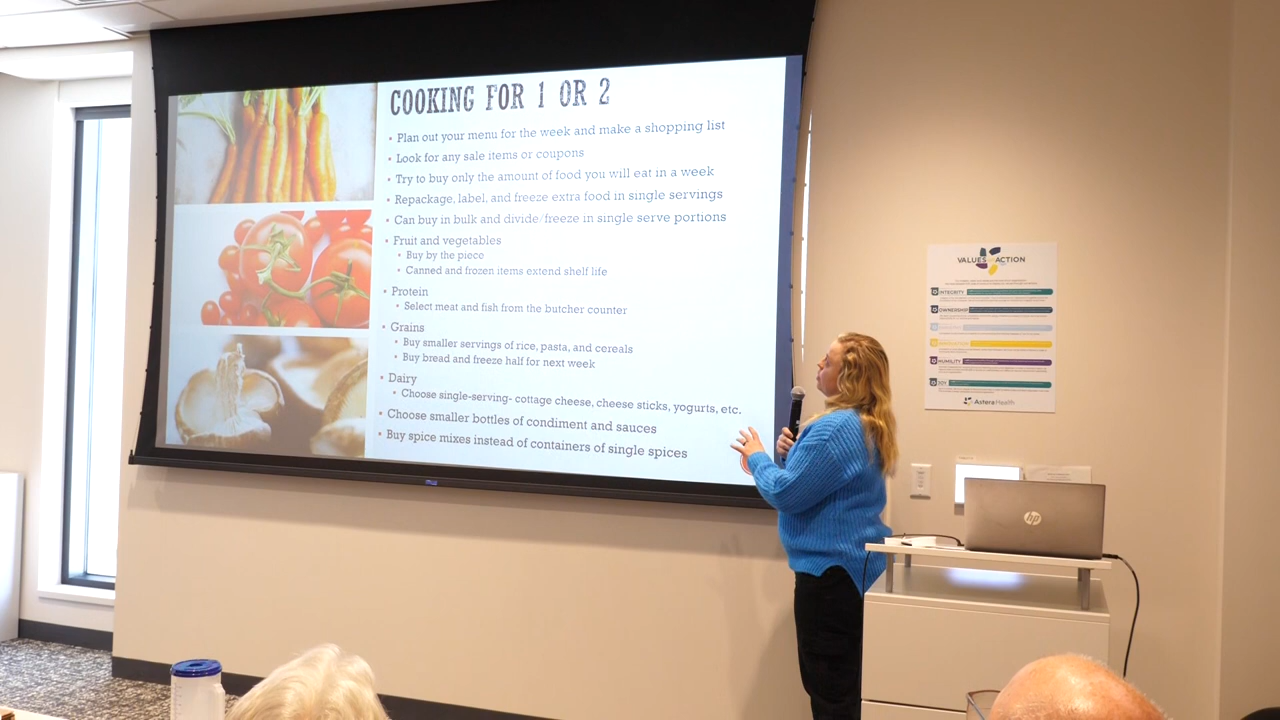 COOKING FOR 1 OR 2
• Plan out your menu for the week and make a shopping list
• Look for any sale items or coupons
• Try to buy only the amount of food you will eat in a week
• Repackage, label, and freeze extra food in single servings
• Can buy in bulk and divide/freeze in single serve portions
• Fruit and vegetables
• Buy by the piece
• Canned and frozen items extend shelf life
• Protein
• Select meat and fish from the butcher counter
• Grains
• Buy smaller servings of rice, pasta, and cereals
• Buy bread and freeze half for next week
• Dairy
• Choose single-serving- cottage cheese, cheese sticks, yogurts, etc.
• Choose smaller bottles of condiment and sauces
• Buy spice mixes instead of containers of single spices
VALUES ACTION
INTEGRITY
OWNERSHIP
HUMILITY
JOY
Astera Health
hp